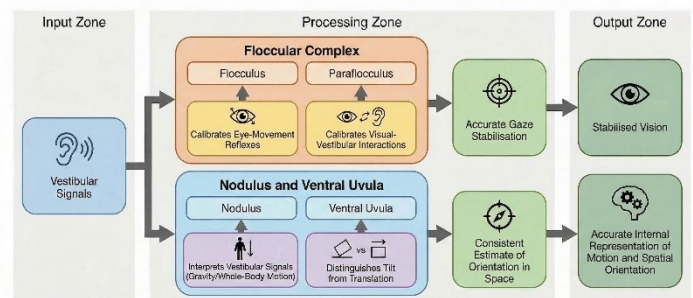 Input Zone
Processing Zone
Output Zone
Floccular Complex
Flocculus
Paraflocculus
Calibrates Eye-Movement
Reflexes
Calibrates Visual-
Vestibular Interactions
Accurate Gaze
Stabilisation
Stabilised Vision
Vestibular
Signals
Nodulus and Ventral Uvula
Nodulus
Ventral Uvula
Interprets Vestibular Signals
(Gravity/Whole-Body Motion)
vs
Distinguishes Tilt
from Translation
Consistent
Estimate of
Orientation in
Space
Accurate Internal
Representation of
Motion and Spatial
Orientation